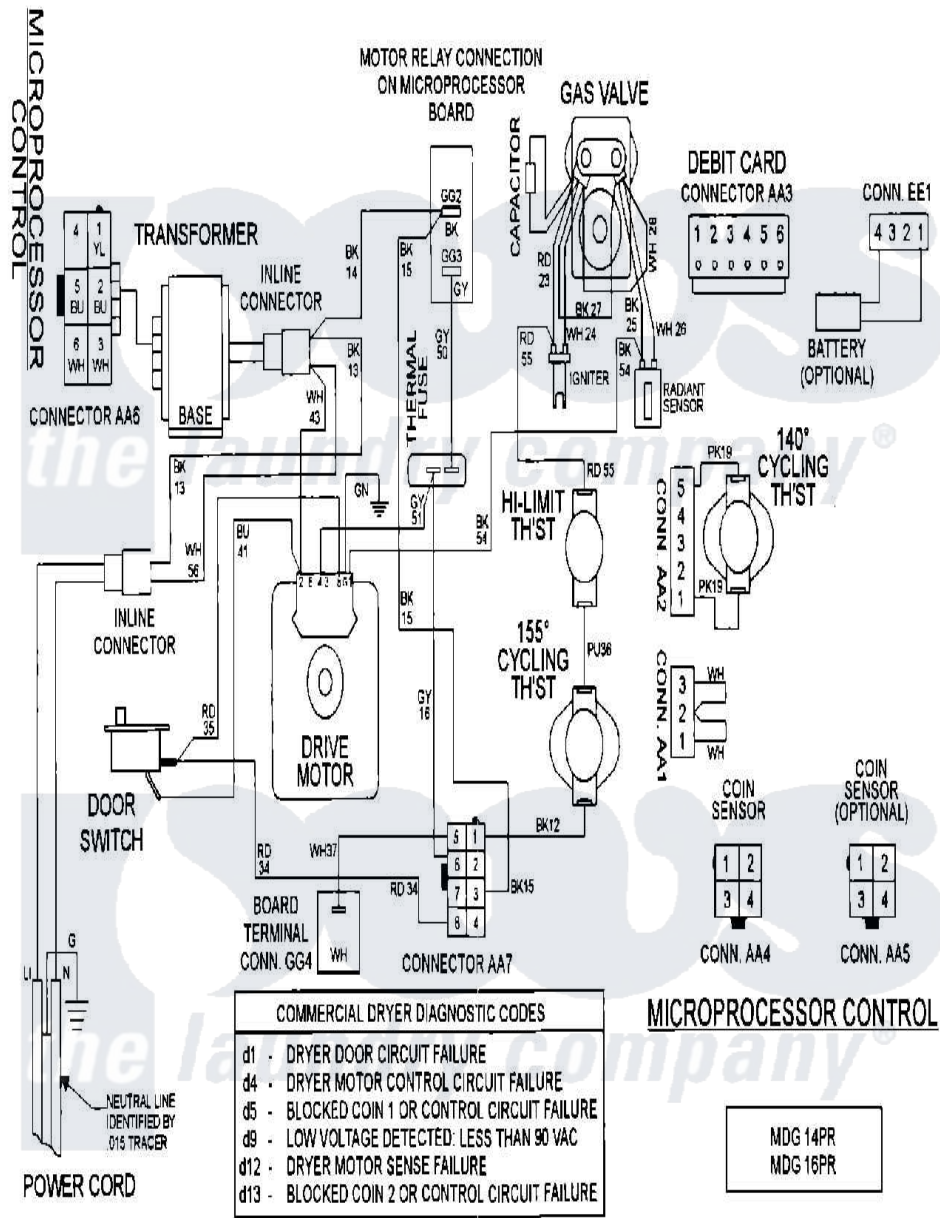 MICROPROCESSOR
CONTROL
MOTOR RELAY CONNECTION
ON MICROPROCESSOR
BOARD
GG2
BK
GG3
GY
GAS VALVE
CAPACITOR
DEBIT CARD
CONNECTOR AA3
1 2 3 4 5 6
CONN. EE1
4 3 2 1
BATTERY
(OPTIONAL)
4 1
YL
5 2
BU BU
6 3
WH WH
CONNECTOR AA6
TRANSFORMER
BASE
INLINE
CONNECTOR
BK
14
BK
15
BK
13
WH
43
GY
50
THERMAL
FUSE
RD
23
BK 27
WH 24
BK
25
WH 26
WH 28
RD
55
BK
54
IGNITER
RADIANT
SENSOR
the laundry company®
BK
13
GN
GY
51
BK
54
RD 55
HI-LIMIT
TH'ST
140°
CYCLING
TH'ST
PK19
PK19
5
4
3
2
1
CONN. AA2
BU
41
WH
56
INLINE
CONNECTOR
BK
15
155°
CYCLING
TH'ST
PU36
GY
16
RD
35
DRIVE
MOTOR
DOOR
SWITCH
CONN. AA1
3
2
1
WH
WH
COIN
SENSOR
1 2
3 4
CONN. AA4
COIN
SENSOR
(OPTIONAL)
1 2
3 4
CONN. AA5
RD
34
WH37
BK12
RD 34
BK15
5 1
6 2
7 3
8 4
CONNECTOR AA7
BOARD
TERMINAL
CONN. GG4
WH
L1
G
N
NEUTRAL LINE
IDENTIFIED BY
.015 TRACER
POWER CORD
COMMERCIAL DRYER DIAGNOSTIC CODES
d1 - DRYER DOOR CIRCUIT FAILURE
d4 - DRYER MOTOR CONTROL CIRCUIT FAILURE
d5 - BLOCKED COIN 1 OR CONTROL CIRCUIT FAILURE
d9 - LOW VOLTAGE DETECTED: LESS THAN 90 VAC
d12 - DRYER MOTOR SENSE FAILURE
d13 - BLOCKED COIN 2 OR CONTROL CIRCUIT FAILURE
MICROPROCESSOR CONTROL
the laundry company®
MDG 14PR
MDG 16PR